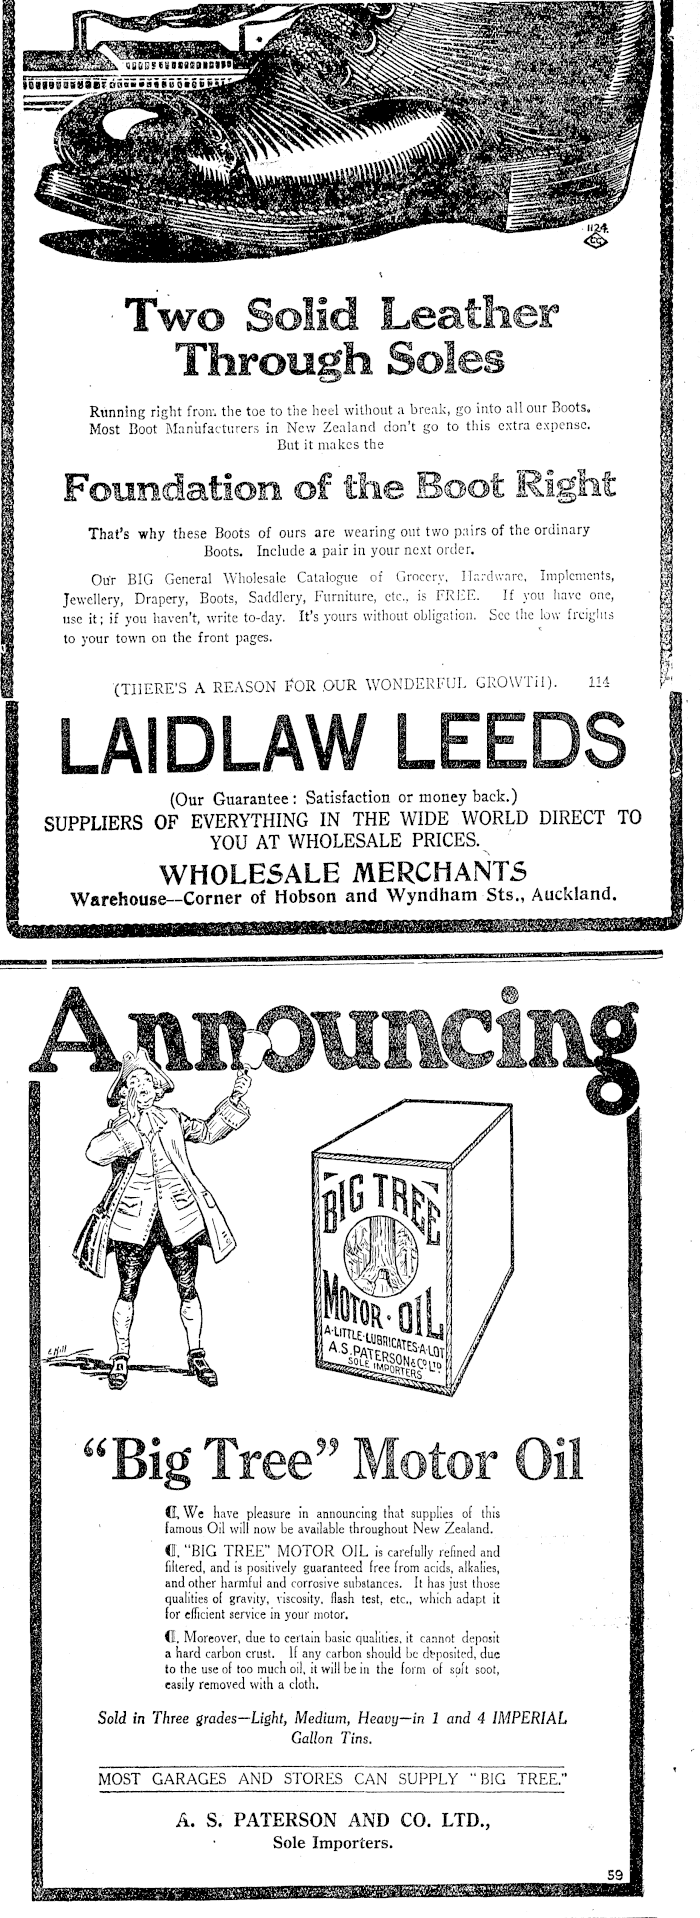 1124.
CC
Two Solid Leather
Through Soles
Running right from the toe to the heel without a break, go into all our Boots.
Most Boot Manufacturers in New Zealand don't go to this extra expense.
But it makes the
Foundation of the Boot Right
That's why these Boots of ours are wearing out two pairs of the ordinary
Boots. Include a pair in your next order.
Our BIG General Wholesale Catalogue of Grocery, Hardware, Implements,
Jewellery, Drapery, Boots, Saddlery, Furniture, etc., is FREE. If you have one,
use it; if you haven't, write to-day. It's yours without obligation. See the low freights
to your town on the front pages.
(THERE'S A REASON FOR OUR WONDERFUL GROWTH). 114
LAIDLAW LEEDS
(Our Guarantee: Satisfaction or money back.)
SUPPLIERS OF EVERYTHING IN THE WIDE WORLD DIRECT TO
YOU AT WHOLESALE PRICES.
WHOLESALE MERCHANTS
Warehouse--Corner of Hobson and Wyndham Sts., Auckland.
Announcing
BIG TREE
MOTOR·OIL
A·LITTLE·LUBRICATES·A·LOT
A.S.PATERSON & Co LTD
SOLE IMPORTERS
"Big Tree" Motor Oil
¶, We have pleasure in announcing that supplies of this
famous Oil will now be available throughout New Zealand.
¶, "BIG TREE" MOTOR OIL is carefully refined and
filtered, and is positively guaranteed free from acids, alkalies,
and other harmful and corrosive substances. It has just those
qualities of gravity, viscosity, flash test, etc., which adapt it
for efficient service in your motor.
¶, Moreover, due to certain basic qualities, it cannot deposit
a hard carbon crust. If any carbon should be deposited, due
to the use of too much oil, it will be in the form of soft soot,
easily removed with a cloth.
Sold in Three grades—Light, Medium, Heavy—in 1 and 4 IMPERIAL
Gallon Tins.
MOST GARAGES AND STORES CAN SUPPLY "BIG TREE."
A. S. PATERSON AND CO. LTD.,
Sole Importers.
59